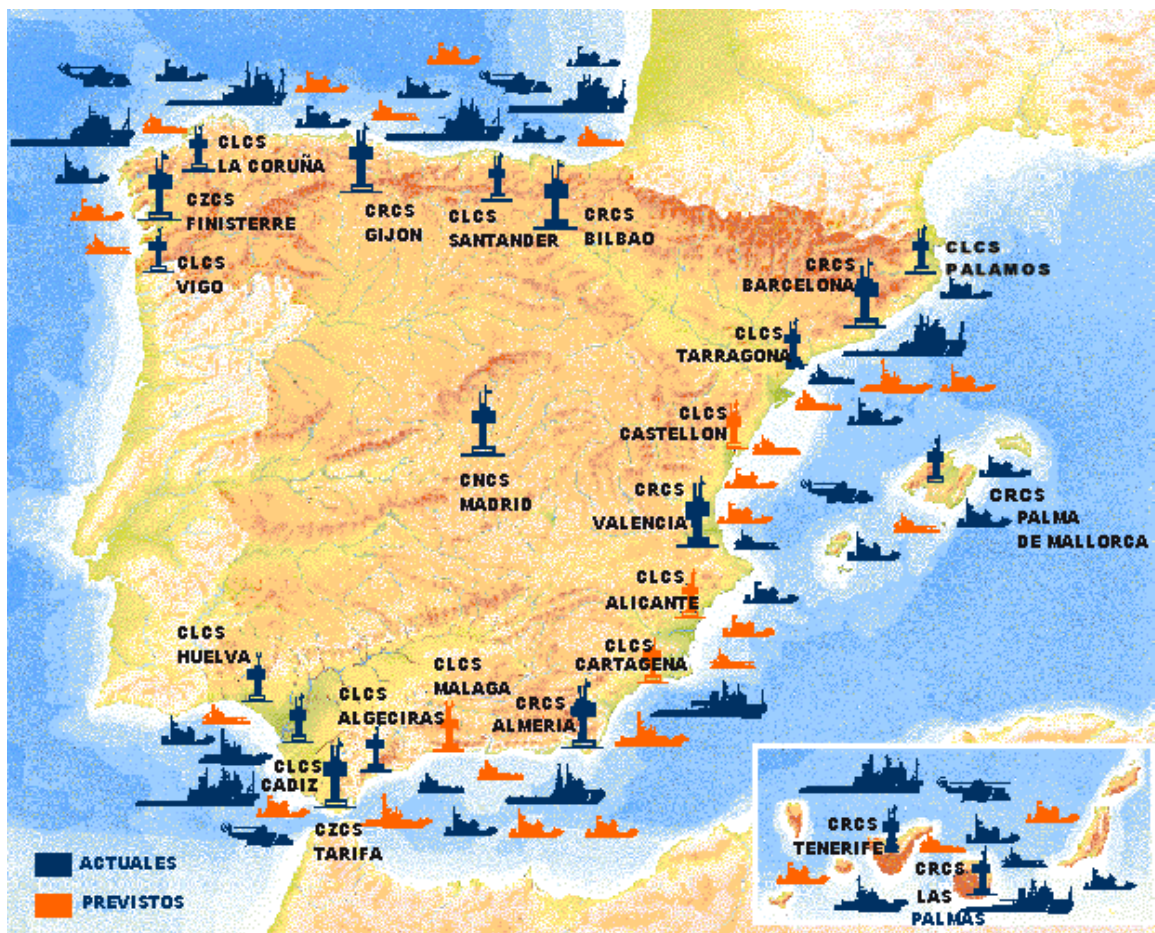 CLCS
LA CORUÑA
CZCS
FINISTERRE
CLCS
VIGO
CRCS
GIJON
CLCS
SANTANDER
CRCS
BILBAO
CLCS
PALAMOS
CRCS
BARCELONA
CLCS
TARRAGONA
CLCS
CASTELLON
CNCS
MADRID
CRCS
VALENCIA
CRCS
PALMA
DE MALLORCA
CLCS
ALICANTE
CLCS
CARTAGENA
CLCS
HUELVA
CLCS
MALAGA
CLCS
ALGECIRAS
CRCS
ALMERIA
CLCS
CADIZ
CZCS
TARIFA
CRCS
TENERIFE
CRCS
LAS
PALMAS
ACTUALES
PREVISTOS